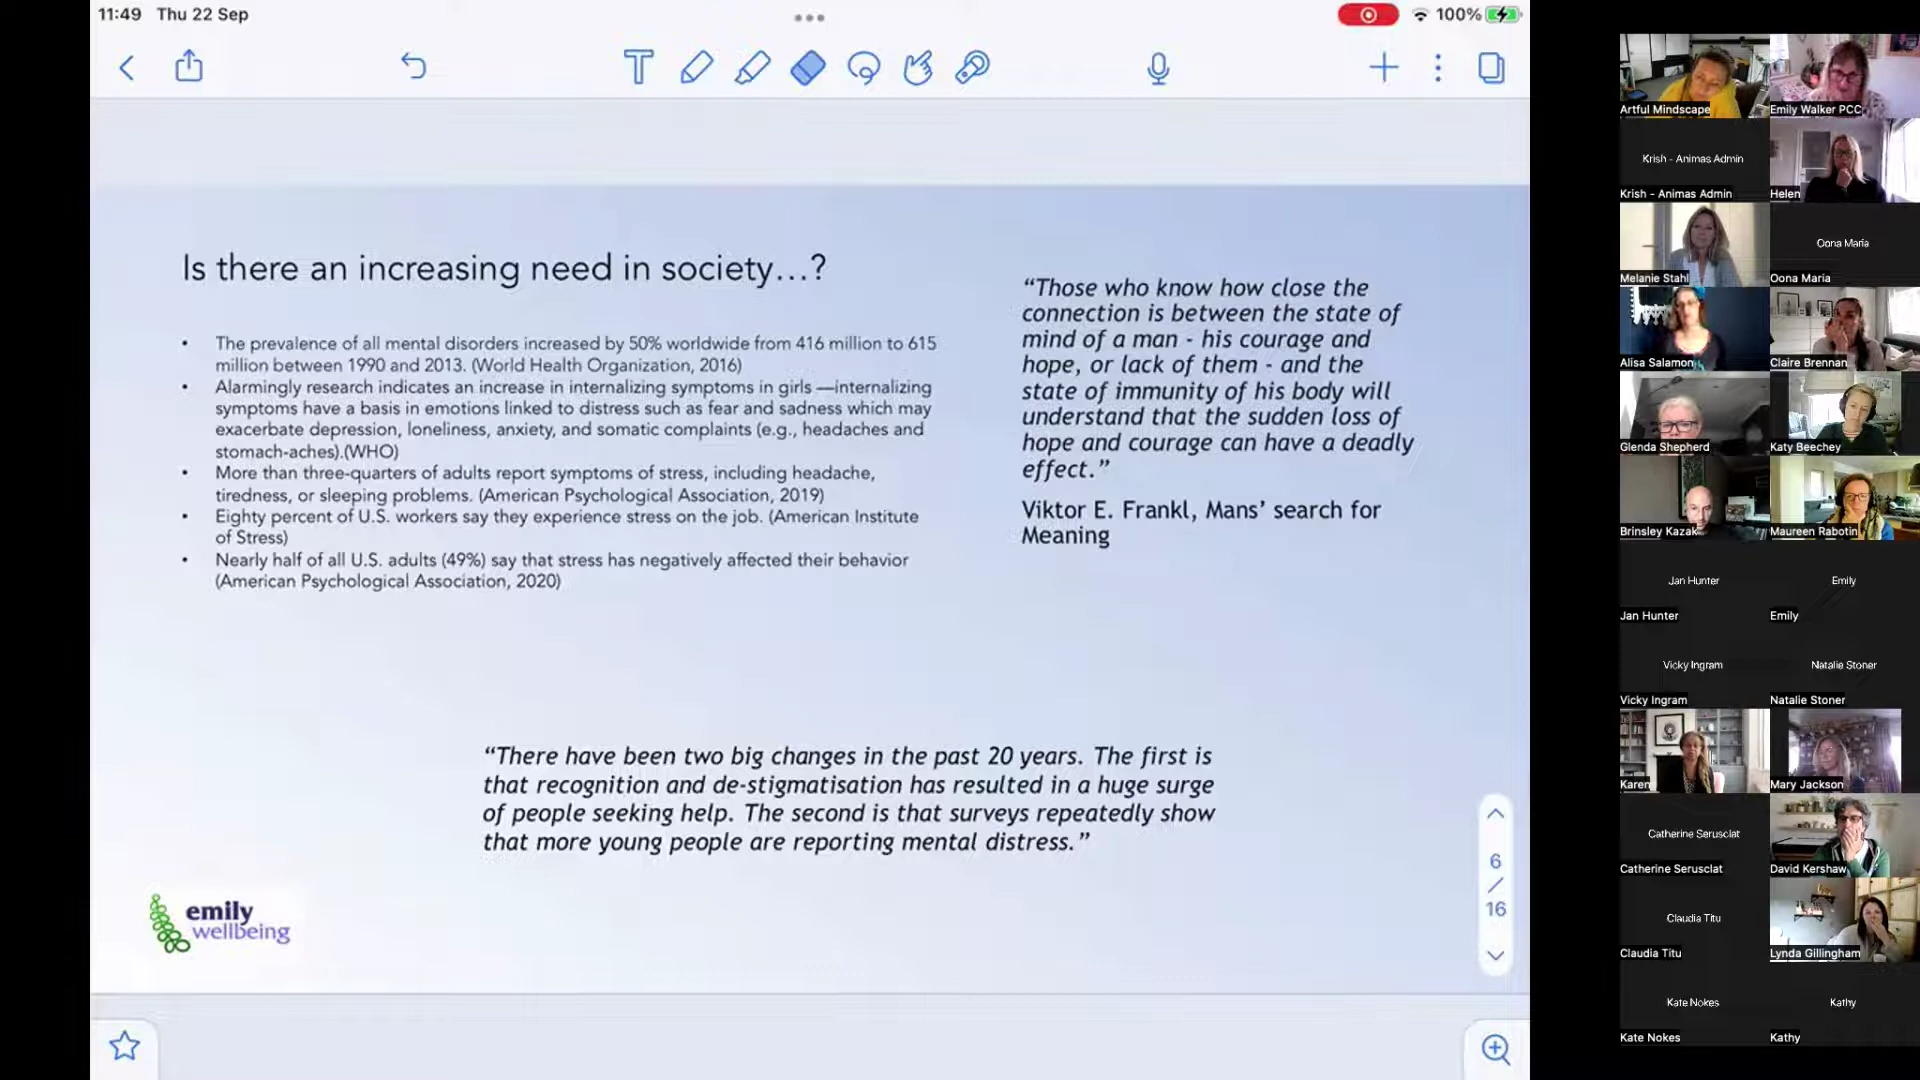 11:49 Thu 22 Sep
100%
Is there an increasing need in society...?
• The prevalence of all mental disorders increased by 50% worldwide from 416 million to 615
million between 1990 and 2013. (World Health Organization, 2016)
• Alarmingly research indicates an increase in internalizing symptoms in girls —internalizing
symptoms have a basis in emotions linked to distress such as fear and sadness which may
exacerbate depression, loneliness, anxiety, and somatic complaints (e.g., headaches and
stomach-aches).(WHO)
• More than three-quarters of adults report symptoms of stress, including headache,
tiredness, or sleeping problems. (American Psychological Association, 2019)
• Eighty percent of U.S. workers say they experience stress on the job. (American Institute
of Stress)
• Nearly half of all U.S. adults (49%) say that stress has negatively affected their behavior
(American Psychological Association, 2020)
“Those who know how close the
connection is between the state of
mind of a man - his courage and
hope, or lack of them - and the
state of immunity of his body will
understand that the sudden loss of
hope and courage can have a deadly
effect.”
Viktor E. Frankl, Mans’ search for
Meaning
“There have been two big changes in the past 20 years. The first is
that recognition and de-stigmatisation has resulted in a huge surge
of people seeking help. The second is that surveys repeatedly show
that more young people are reporting mental distress.”
emily
wellbeing
6
/
16
Artful Mindscape
Emily Walker PCC
Krish - Animas Admin
Krish - Animas Admin
Helen
Oona Maria
Melanie Stahl
Oona Maria
Alisa Salamon
Claire Brennan
Glenda Shepherd
Katy Beechey
Brinsley Kazak
Maureen Rabotin
Jan Hunter
Emily
Jan Hunter
Emily
Vicky Ingram
Natalie Stoner
Vicky Ingram
Natalie Stoner
Karen
Mary Jackson
Catherine Serusclat
Catherine Serusclat
David Kershaw
Claudia Titu
Claudia Titu
Lynda Gillingham
Kate Nokes
Kathy
Kate Nokes
Kathy